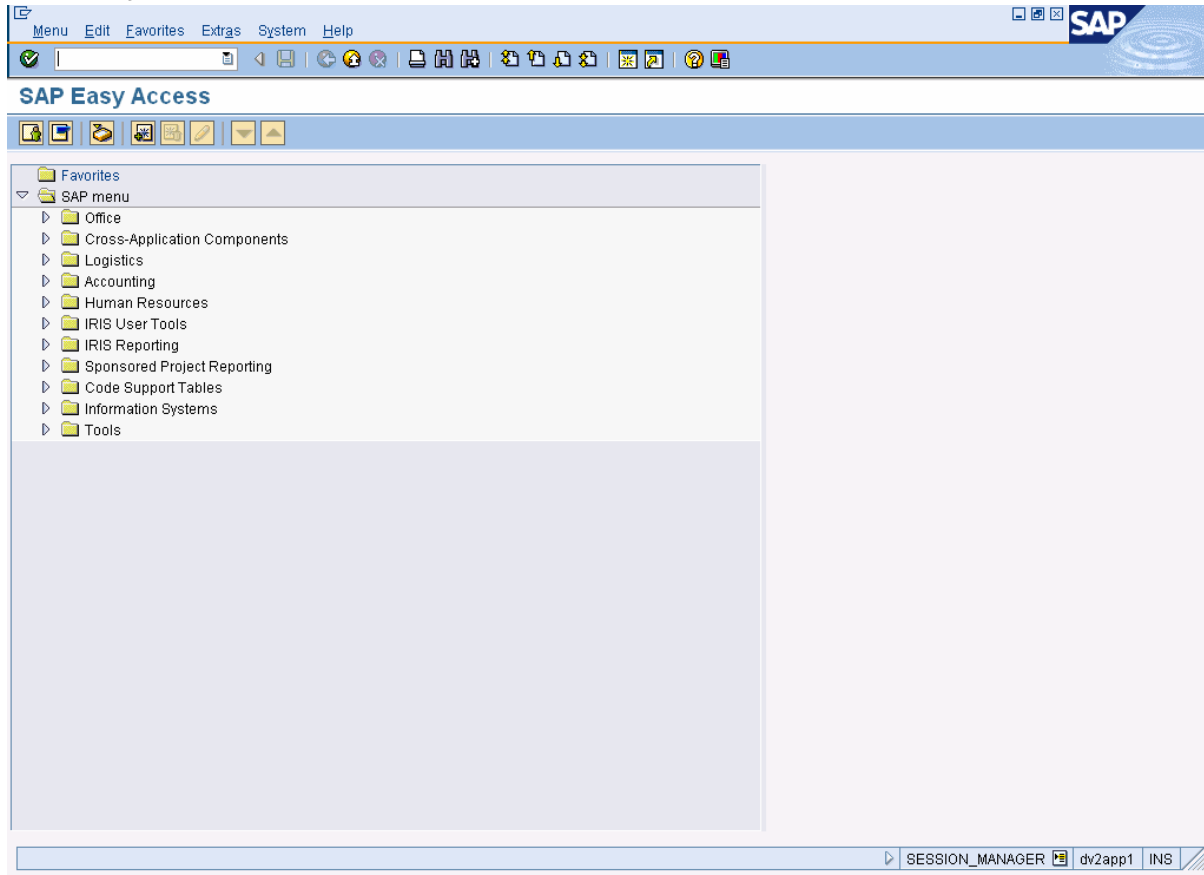 Menu Edit Favorites Extras System Help
SAP
SAP Easy Access
Favorites
SAP menu
Office
Cross-Application Components
Logistics
Accounting
Human Resources
IRIS User Tools
IRIS Reporting
Sponsored Project Reporting
Code Support Tables
Information Systems
Tools
SESSION_MANAGER dv2app1 INS